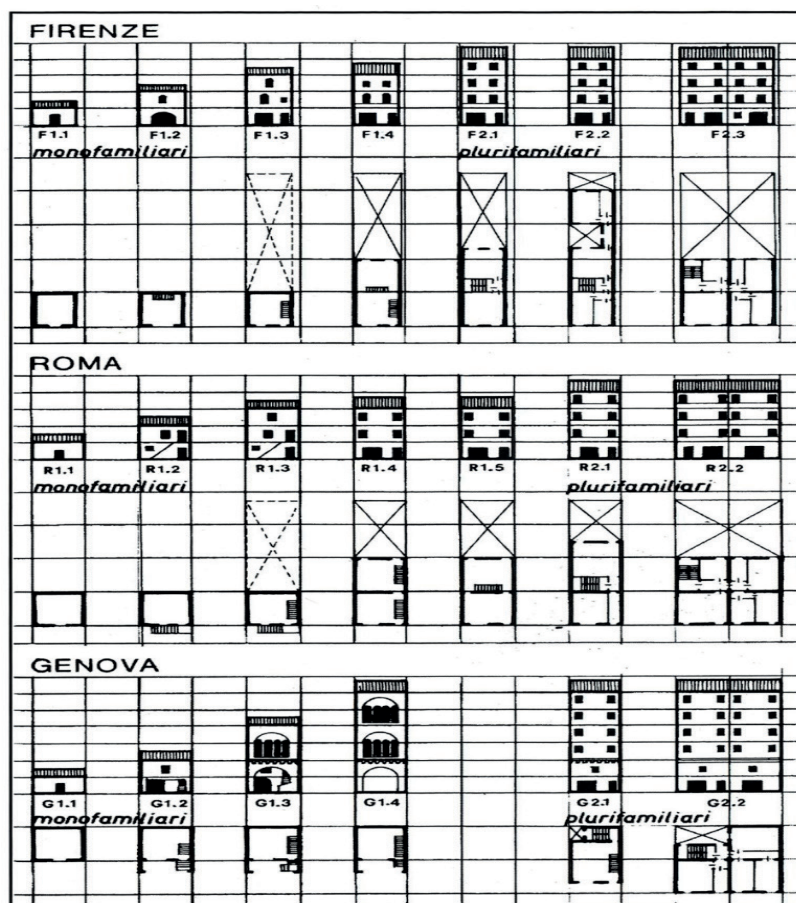 FIRENZE
F1.1 F1.2 F1.3 F1.4 F2.1 F2.2 F2.3
monofamiliari plurifamiliari
ROMA
R1.1 R1.2 R1.3 R1.4 R1.5 R2.1 R2.2
monofamiliari plurifamiliari
GENOVA
G1.1 G1.2 G1.3 G1.4 G2.1 G2.2
monofamiliari plurifamiliari